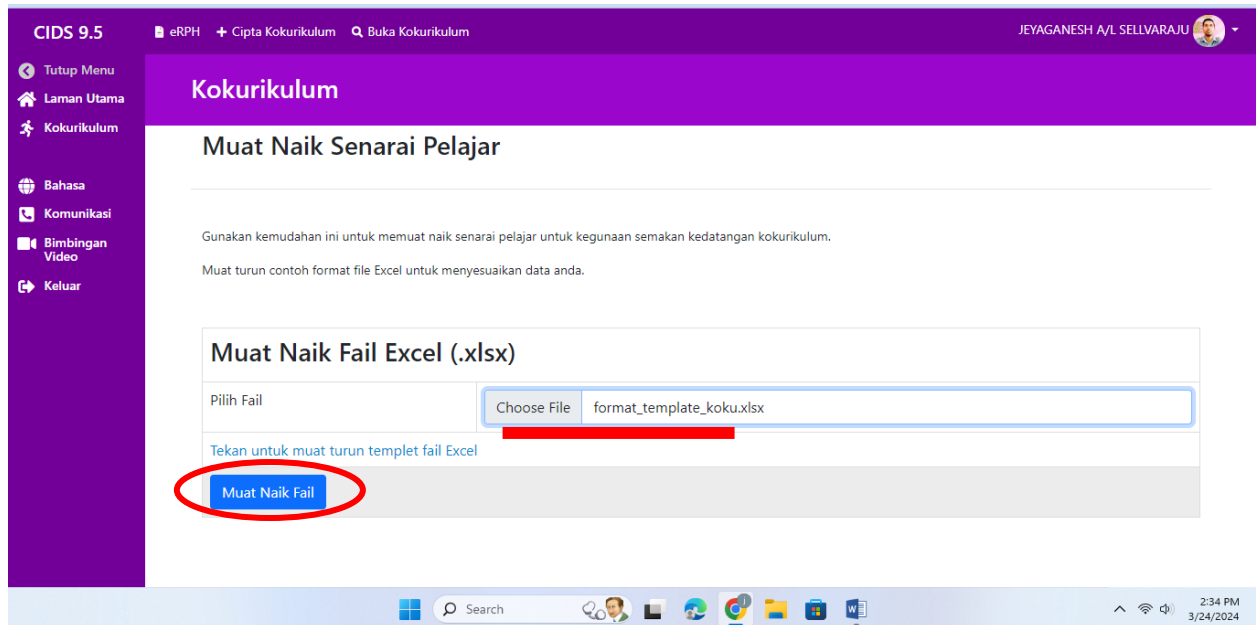 CIDS 9.5
eRPH
Cipta Kokurikulum
Buka Kokurikulum
JEYAGANESH A/L SELLVARAJU
Tutup Menu
Laman Utama
Kokurikulum
Bahasa
Komunikasi
Bimbingan
Video
Keluar
Kokurikulum
Muat Naik Senarai Pelajar
Gunakan kemudahan ini untuk memuat naik senarai pelajar untuk kegunaan semakan kedatangan kokurikulum.
Muat turun contoh format file Excel untuk menyesuaikan data anda.
Muat Naik Fail Excel (.xlsx)
Pilih Fail
Choose File
format_template_koku.xlsx
Tekan untuk muat turun templet fail Excel
Muat Naik Fail
Search
2:34 PM
3/24/2024